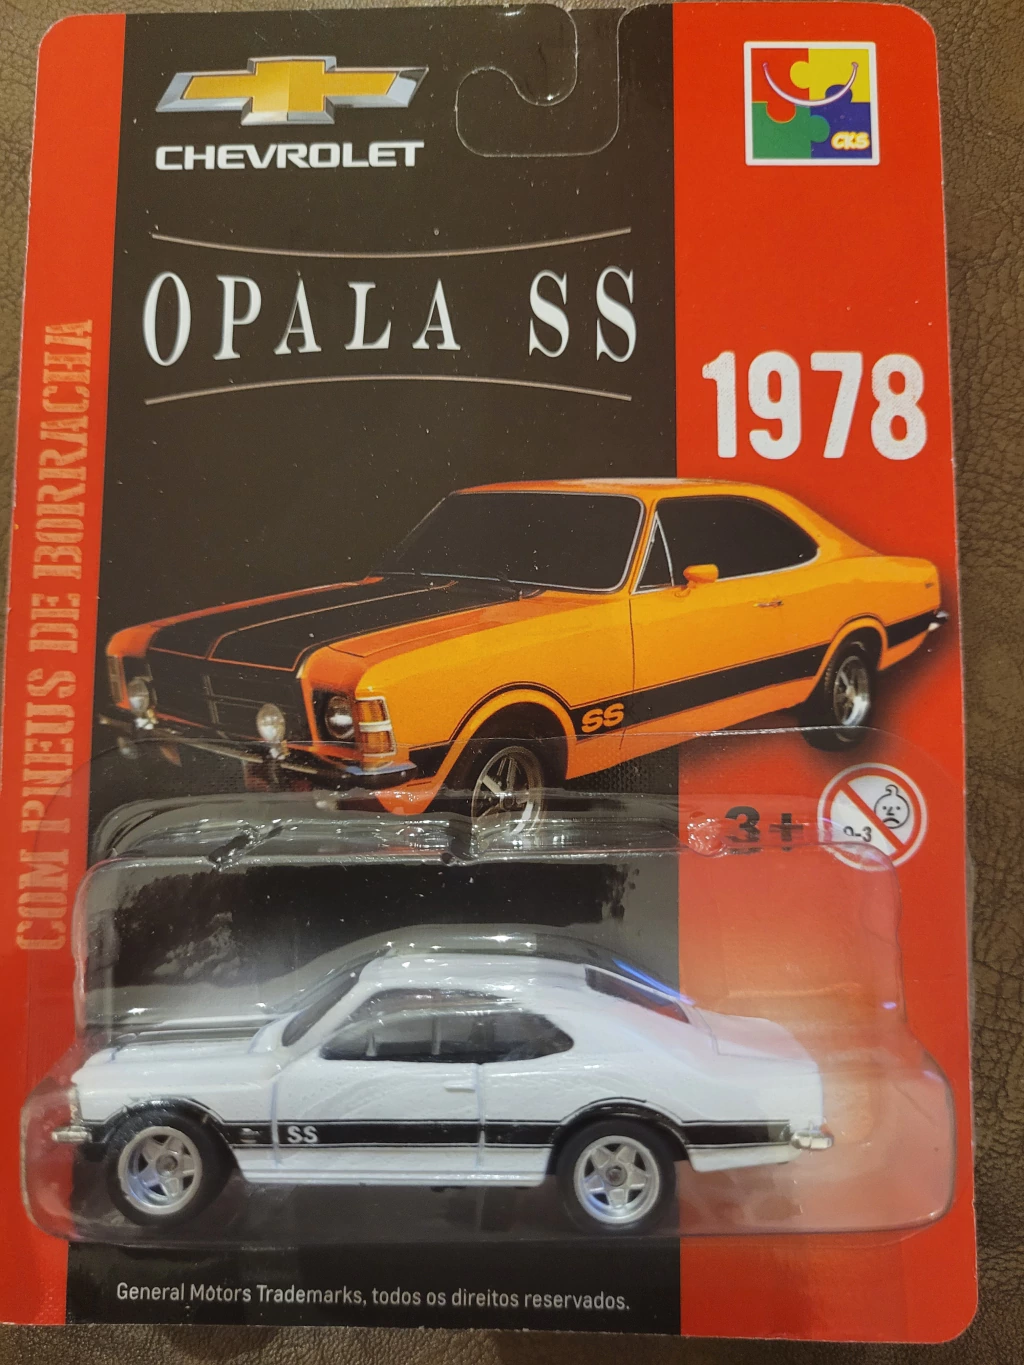 CHEVROLET
CKS
OPALA SS
1978
COM PNEUS DE BORRACHA
SS
3+
0-3
SS
General Motors Trademarks, todos os direitos reservados.